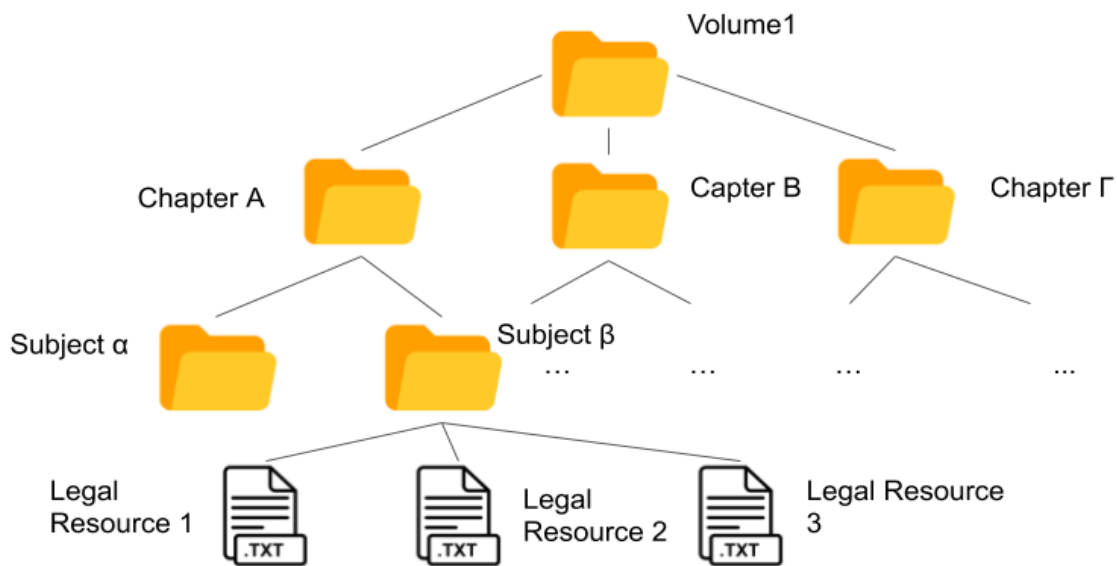 Volume1
Chapter A
Capter B
Chapter Γ
Subject α
Subject β
...
...
...
...
Legal
Resource 1
Legal
Resource 2
Legal Resource
3
.TXT
.TXT
.TXT